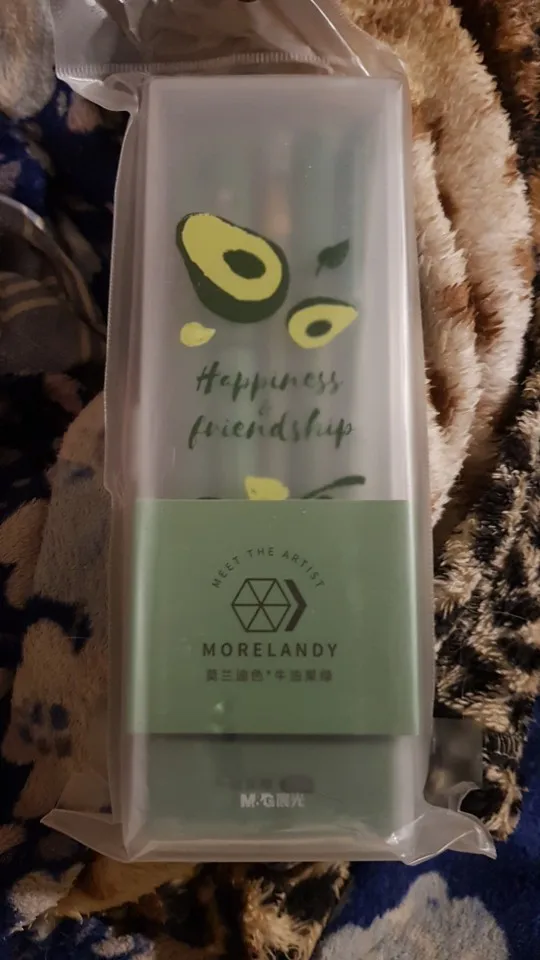 Happiness
&
friendship
MEET THE ARTIST
MORELANDY
莫兰迪色*牛油果绿
M&G晨光